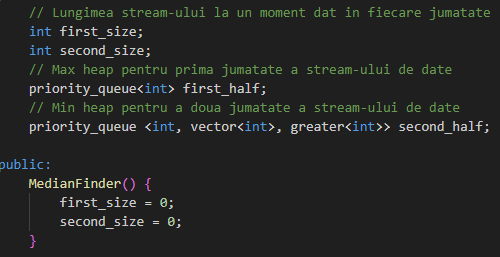 // Lungimea stream-ului la un moment dat in fiecare jumatate
int first_size;
int second_size;
// Max heap pentru prima jumatate a stream-ului de date
priority_queue<int> first_half;
// Min heap pentru a doua jumatate a stream-ului de date
priority_queue <int, vector<int>, greater<int>> second_half;
public:
MedianFinder() {
first_size = 0;
second_size = 0;
}